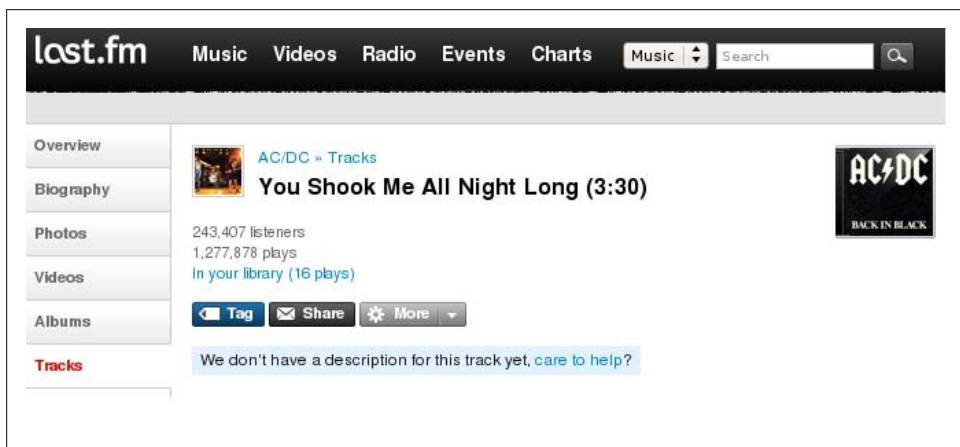 last.fm Music Videos Radio Events Charts Music Search
Overview
Biography
Photos
Videos
Albums
Tracks
AC/DC » Tracks
You Shook Me All Night Long (3:30)
243,407 listeners
1,277,878 plays
In your library (16 plays)
Tag Share More
We don't have a description for this track yet, care to help?
AC DC
BACK IN BLACK